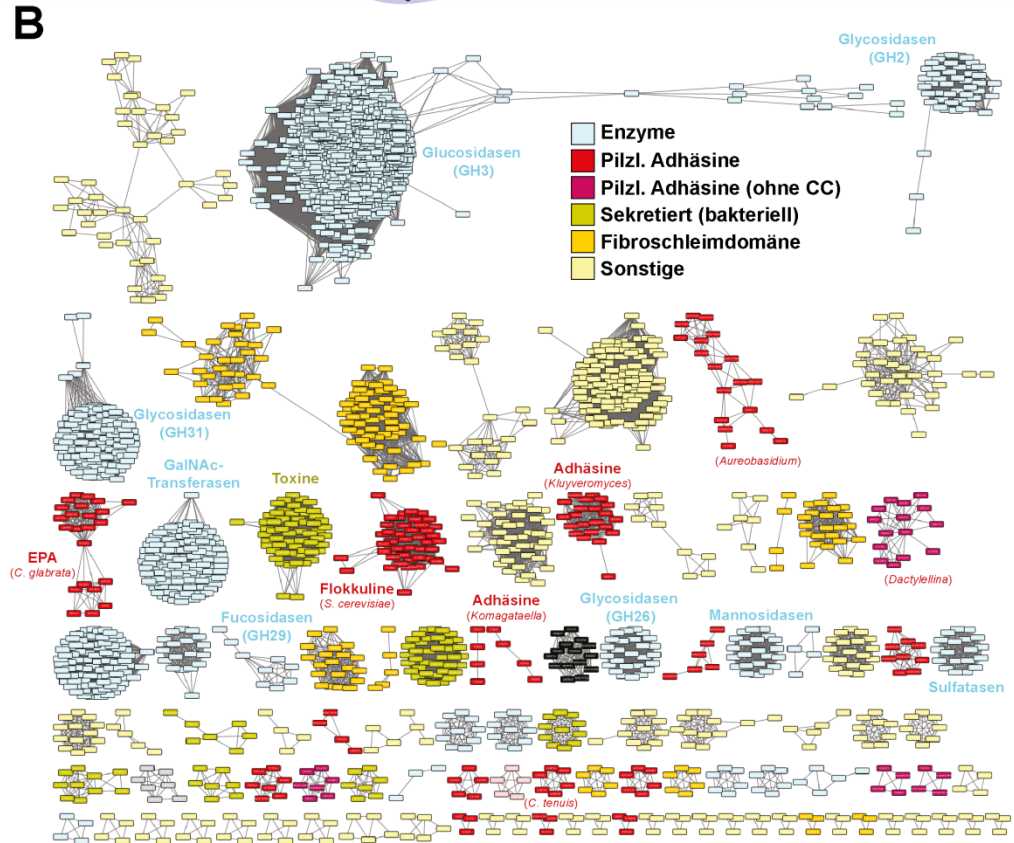 B
Glycosidasen
(GH2)
Glucosidasen
(GH3)
Enzyme
Pilzl. Adhäsine
Pilzl. Adhäsine (ohne CC)
Sekretiert (bakteriell)
Fibroschleimdomäne
Sonstige
Glycosidasen
(GH31)
(Aureobasidium)
GalNAc-
Transferasen
Toxine
Adhäsine
(Kluyveromyces)
EPA
(C. glabrata)
Flokkuline
(S. cerevisiae)
(Dactylellina)
Fucosidasen
(GH29)
Adhäsine
(Komagataella)
Glycosidasen
(GH26)
Mannosidasen
Sulfatasen
(C. tenuis)